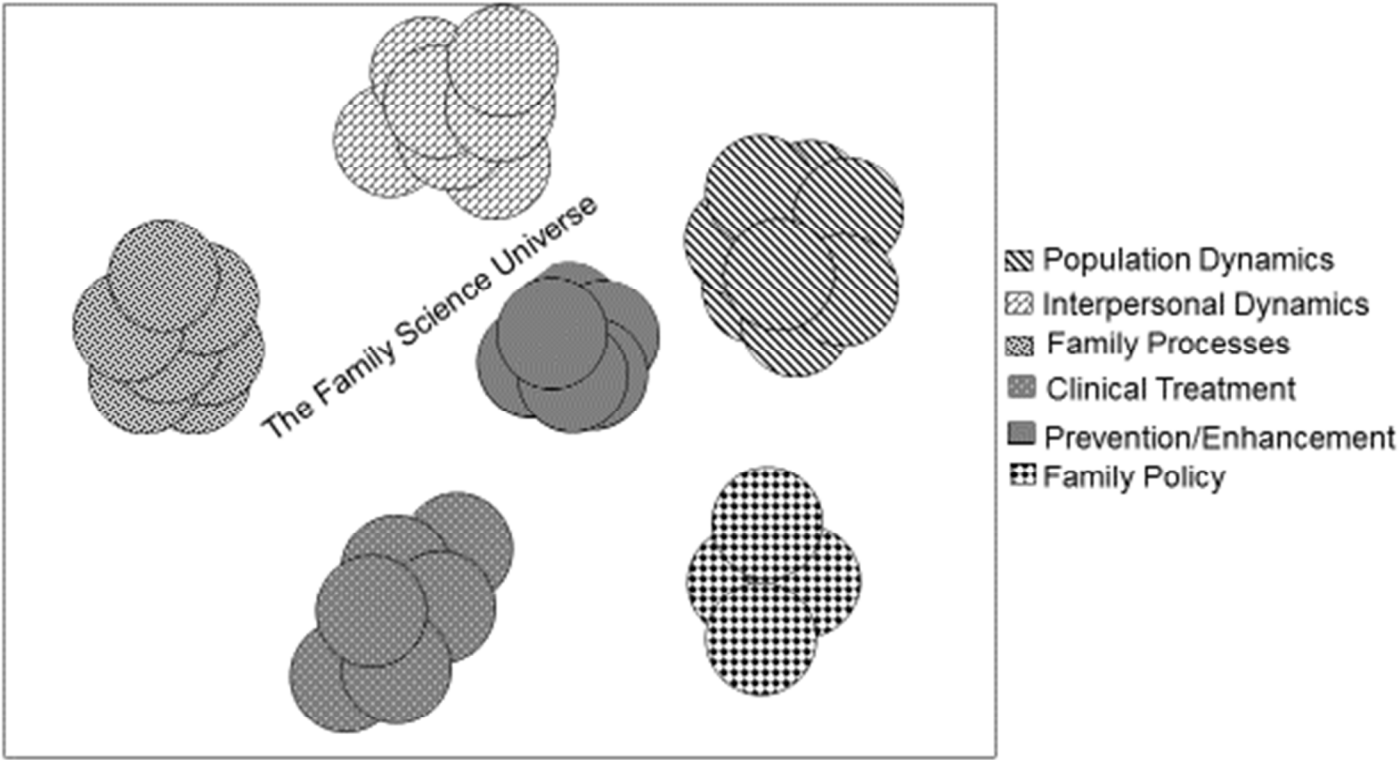 The Family Science Universe
Population Dynamics
Interpersonal Dynamics
Family Processes
Clinical Treatment
Prevention/Enhancement
Family Policy